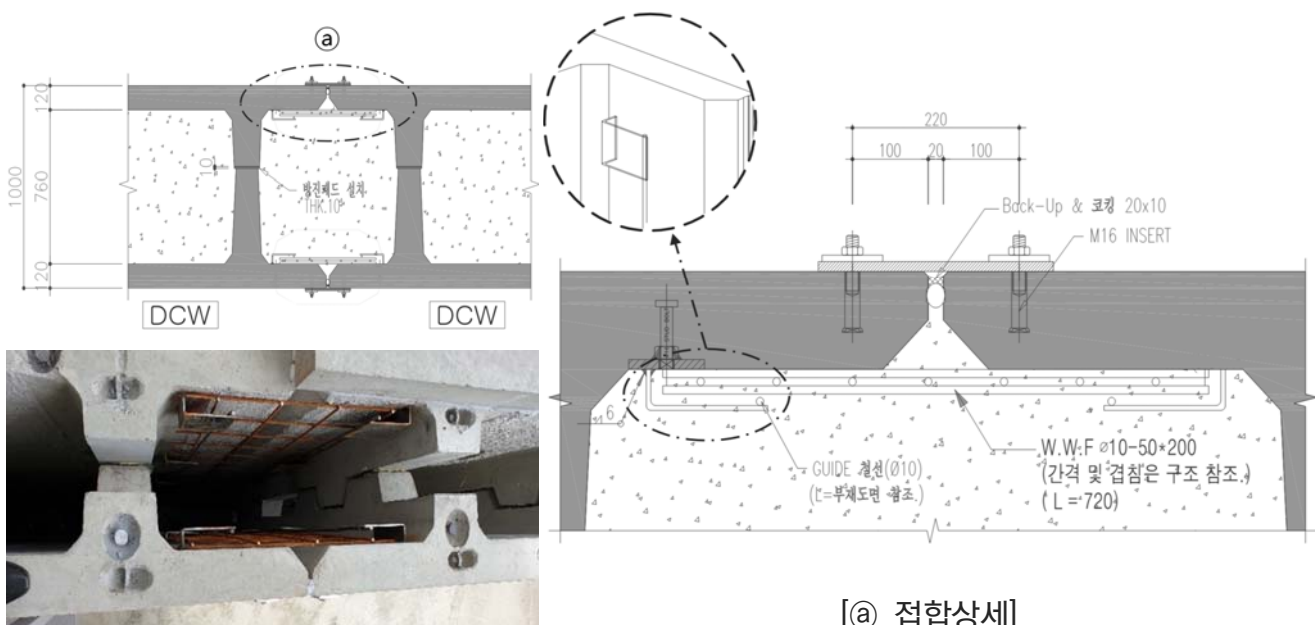 ⓐ
120
1000
760
120
10
방진패드 설치
THK.10
DCW
DCW
220
100
20
100
Back-Up & 코킹 20x10
M16 INSERT
6
GUIDE 철선(Ø10)
(L=부재도면 참조.)
W.W.F ø10-50*200
(간격 및 겹침은 구조 참조.)
(L=720)
[ⓐ 접합상세]